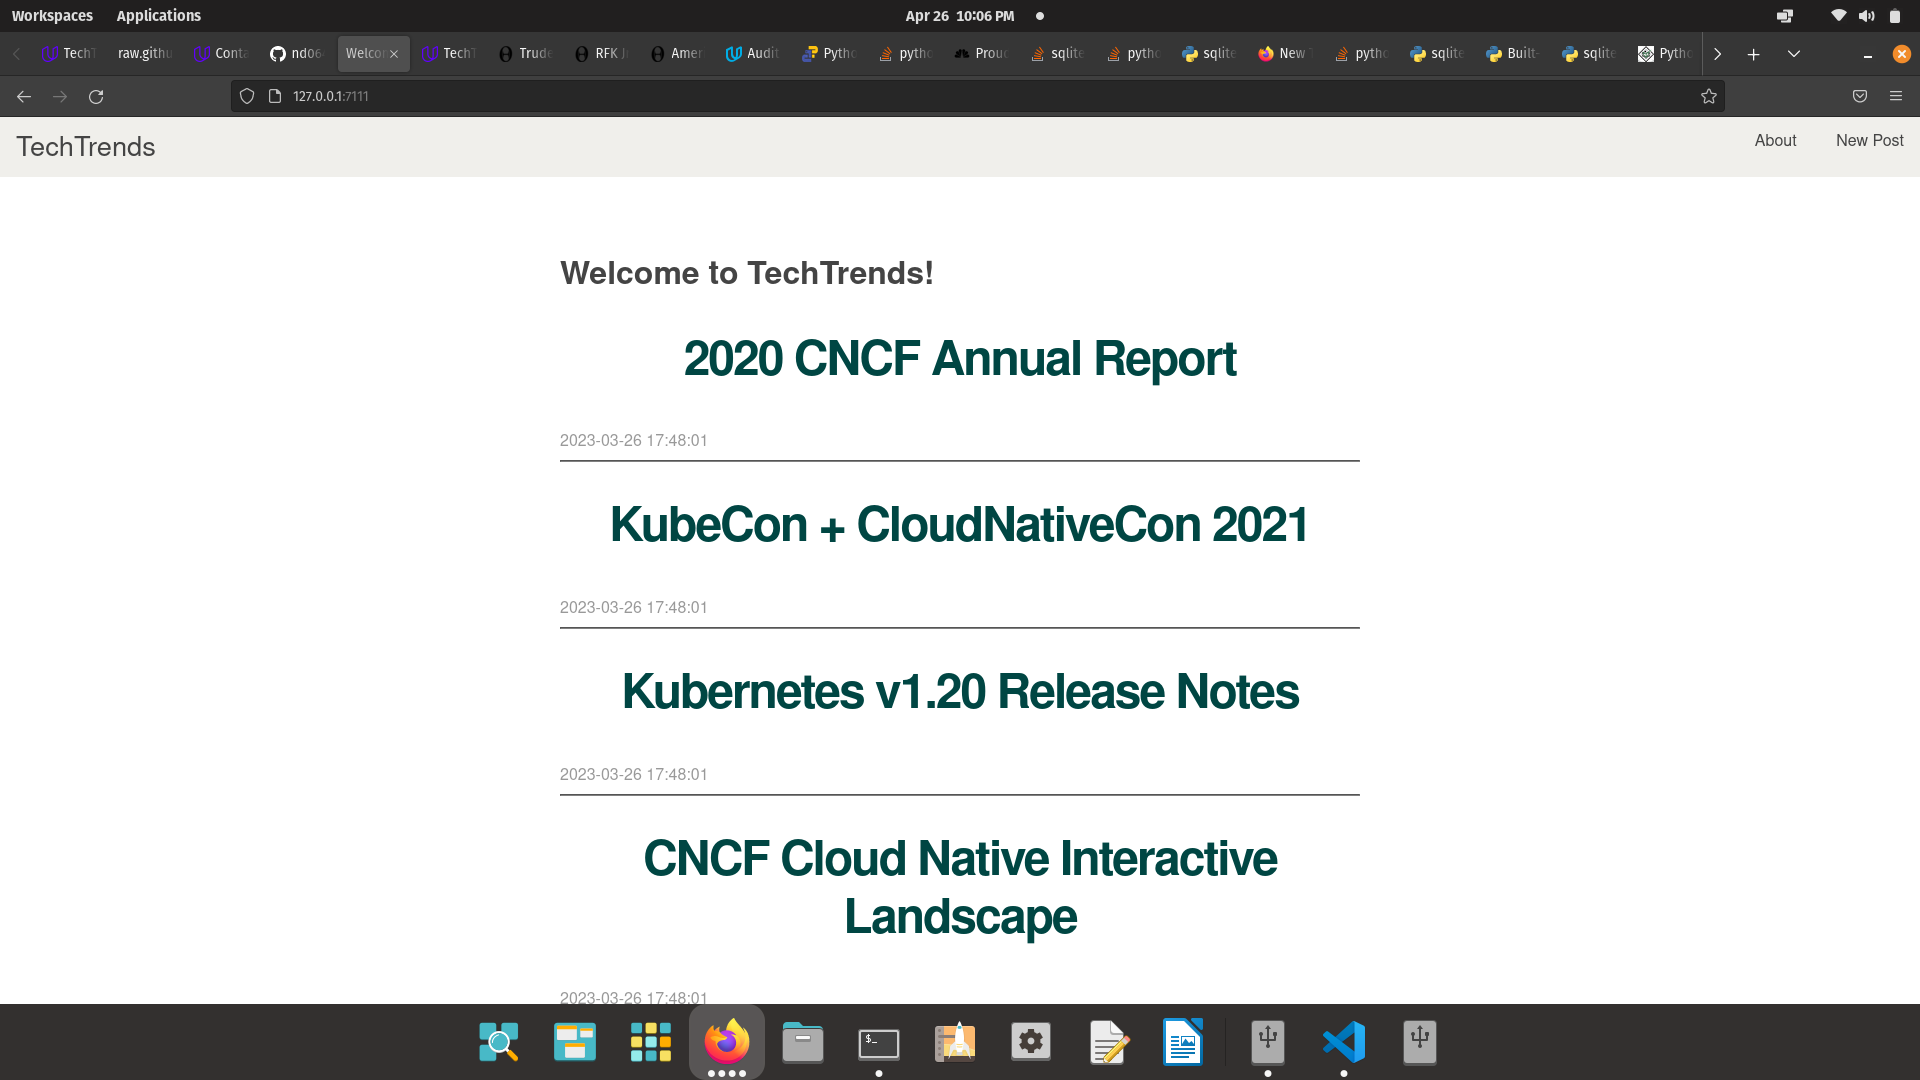 Workspaces Applications Apr 26 10:06 PM
TechT raw.githu Conta nd06 Welco TechT Trude RFK J Amer Audit Pytho pytho Proud sqlite pytho sqlite New pytho sqlite Built- sqlite Pytho
127.0.0.1:7111
TechTrends About New Post
Welcome to TechTrends!
2020 CNCF Annual Report
2023-03-26 17:48:01
KubeCon + CloudNativeCon 2021
2023-03-26 17:48:01
Kubernetes v1.20 Release Notes
2023-03-26 17:48:01
CNCF Cloud Native Interactive
Landscape
2023-03-26 17:48:01
$_